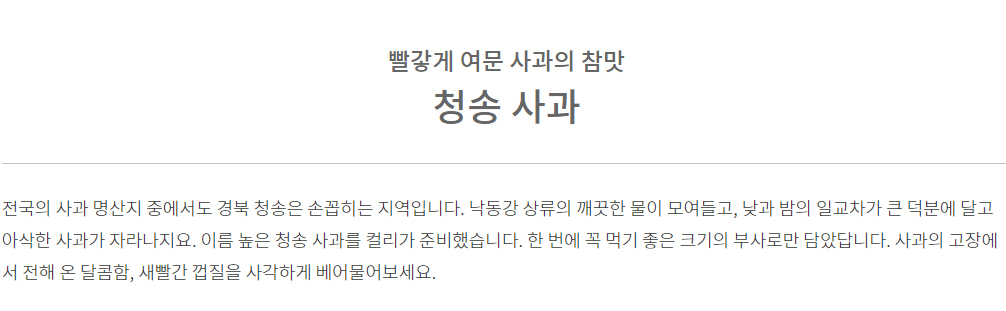 빨갛게 여문 사과의 참맛
청송 사과
전국의 사과 명산지 중에서도 경북 청송은 손꼽히는 지역입니다. 낙동강 상류의 깨끗한 물이 모여들고, 낮과 밤의 일교차가 큰 덕분에 달고
아삭한 사과가 자라나지요. 이름 높은 청송 사과를 컬리가 준비했습니다. 한 번에 꼭 먹기 좋은 크기의 부사로만 담았답니다. 사과의 고장에
서 전해 온 달콤함, 새빨간 껍질을 사각하게 베어물어보세요.